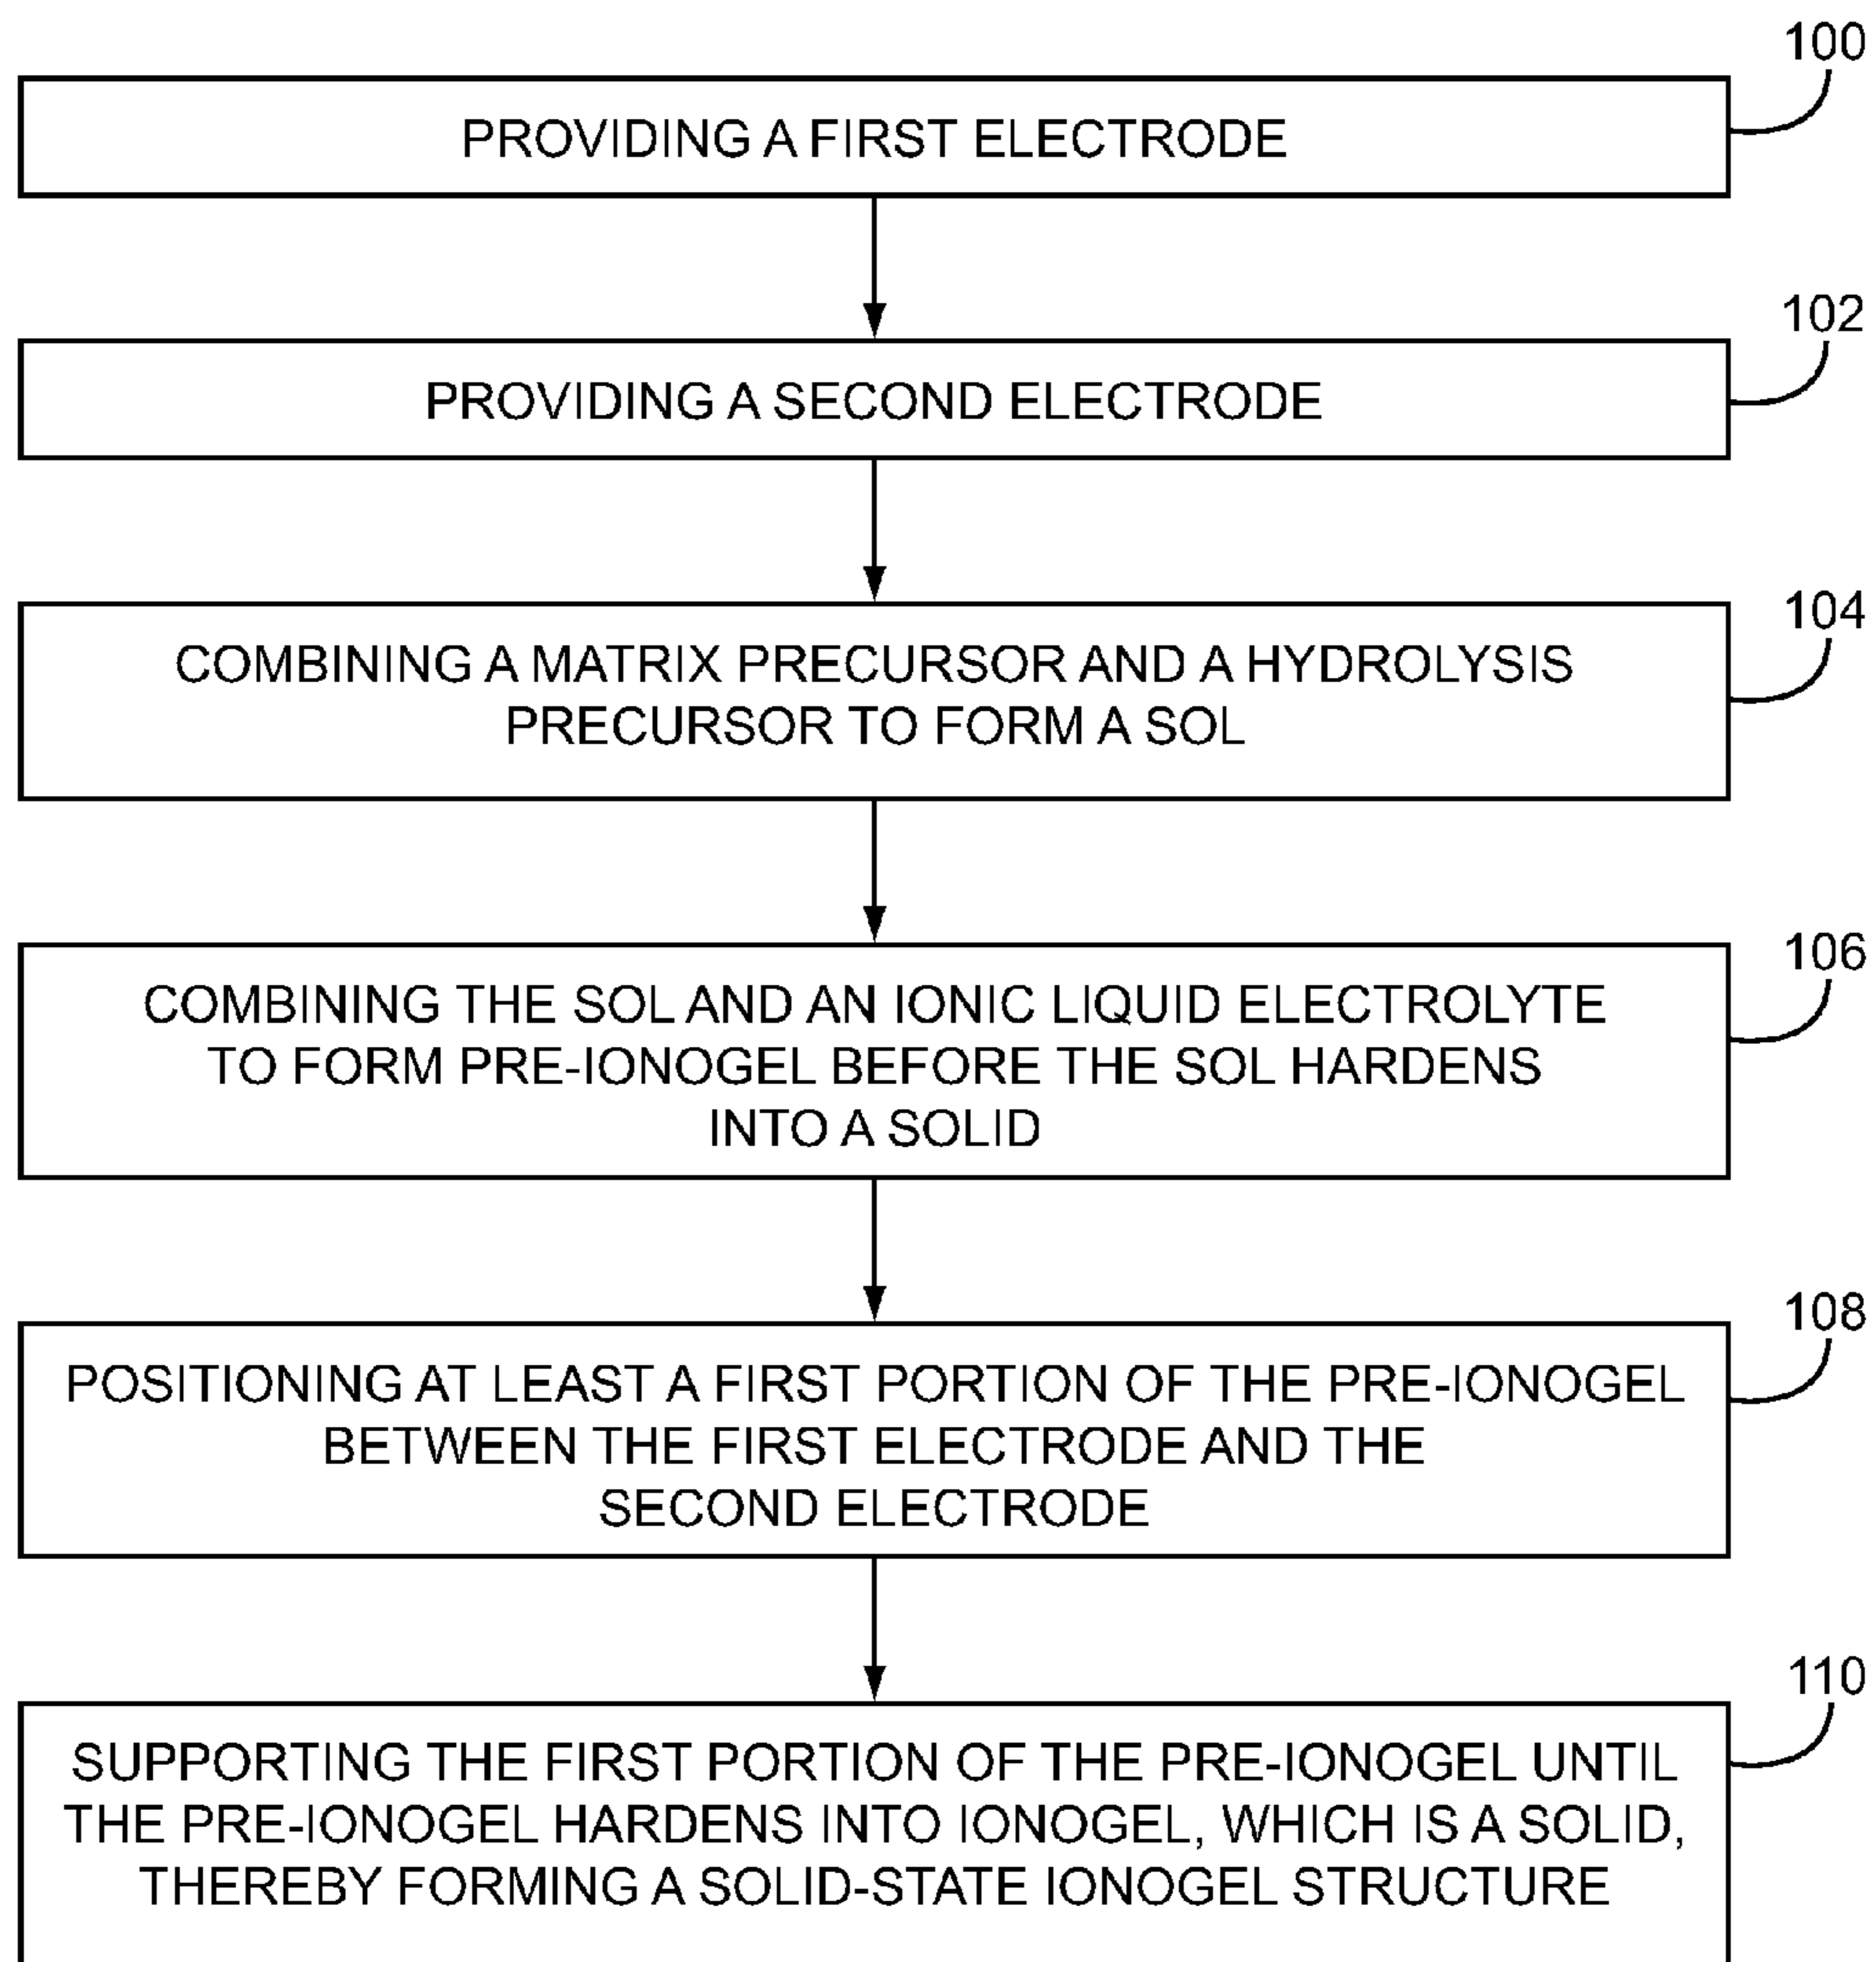 100
PROVIDING A FIRST ELECTRODE
102
PROVIDING A SECOND ELECTRODE
104
COMBINING A MATRIX PRECURSOR AND A HYDROLYSIS
PRECURSOR TO FORM A SOL
106
COMBINING THE SOL AND AN IONIC LIQUID ELECTROLYTE
TO FORM PRE-IONOGEL BEFORE THE SOL HARDENS
INTO A SOLID
108
POSITIONING AT LEAST A FIRST PORTION OF THE PRE-IONOGEL
BETWEEN THE FIRST ELECTRODE AND THE
SECOND ELECTRODE
110
SUPPORTING THE FIRST PORTION OF THE PRE-IONOGEL UNTIL
THE PRE-IONOGEL HARDENS INTO IONOGEL, WHICH IS A SOLID,
THEREBY FORMING A SOLID-STATE IONOGEL STRUCTURE